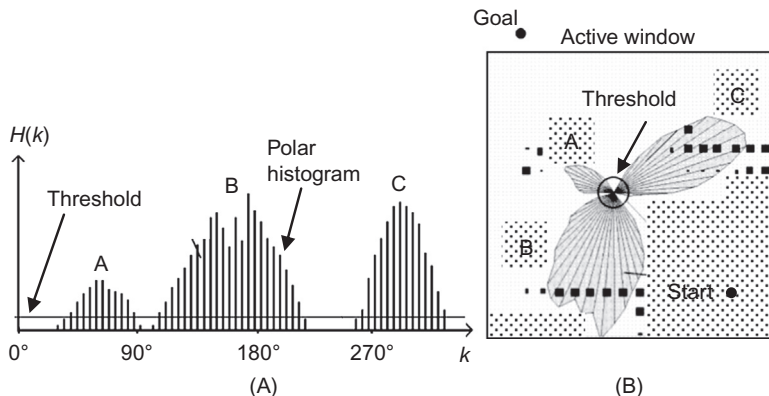 H(k)
Threshold
A
B
Polar
histogram
C
0°
90°
180°
270°
k
(A)
Goal
Active window
Threshold
A
C
B
Start
(B)